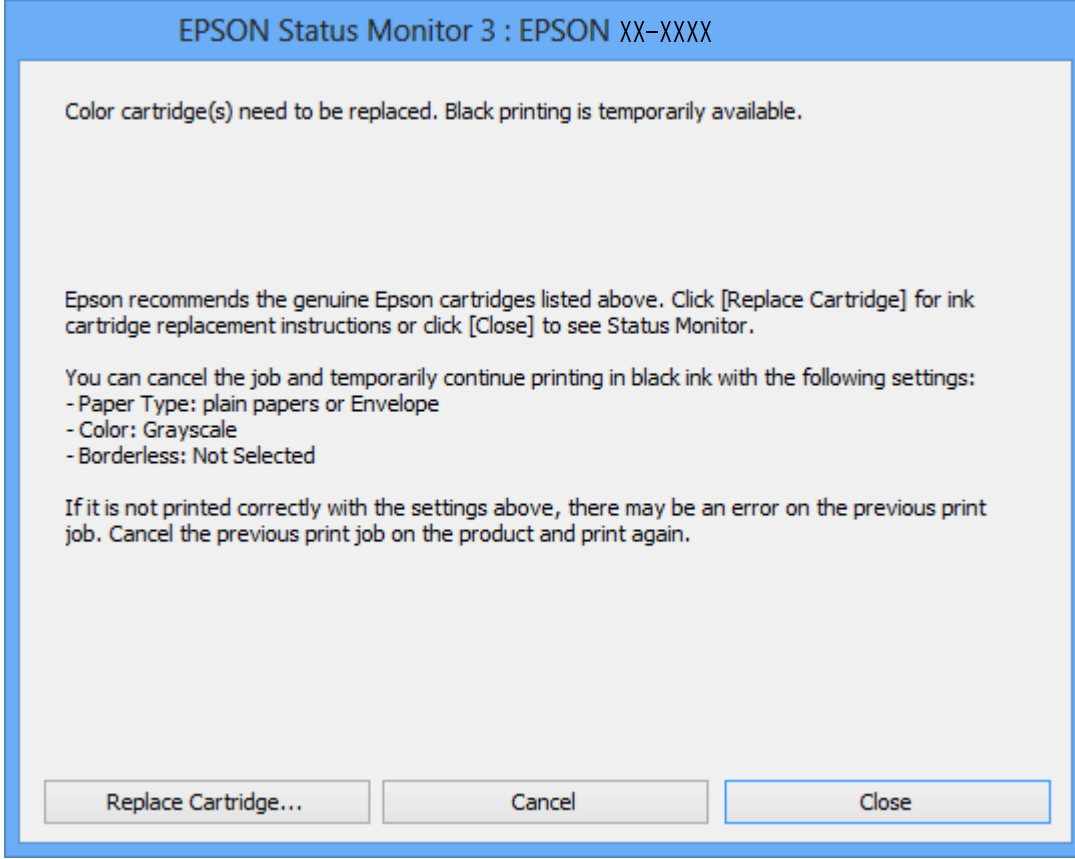 EPSON Status Monitor 3 : EPSON XX-XXXX
Color cartridge(s) need to be replaced. Black printing is temporarily available.
Epson recommends the genuine Epson cartridges listed above. Click [Replace Cartridge] for ink
cartridge replacement instructions or click [Close] to see Status Monitor.
You can cancel the job and temporarily continue printing in black ink with the following settings:
- Paper Type: plain papers or Envelope
- Color: Grayscale
- Borderless: Not Selected
If it is not printed correctly with the settings above, there may be an error on the previous print
job. Cancel the previous print job on the product and print again.
Replace Cartridge...
Cancel
Close